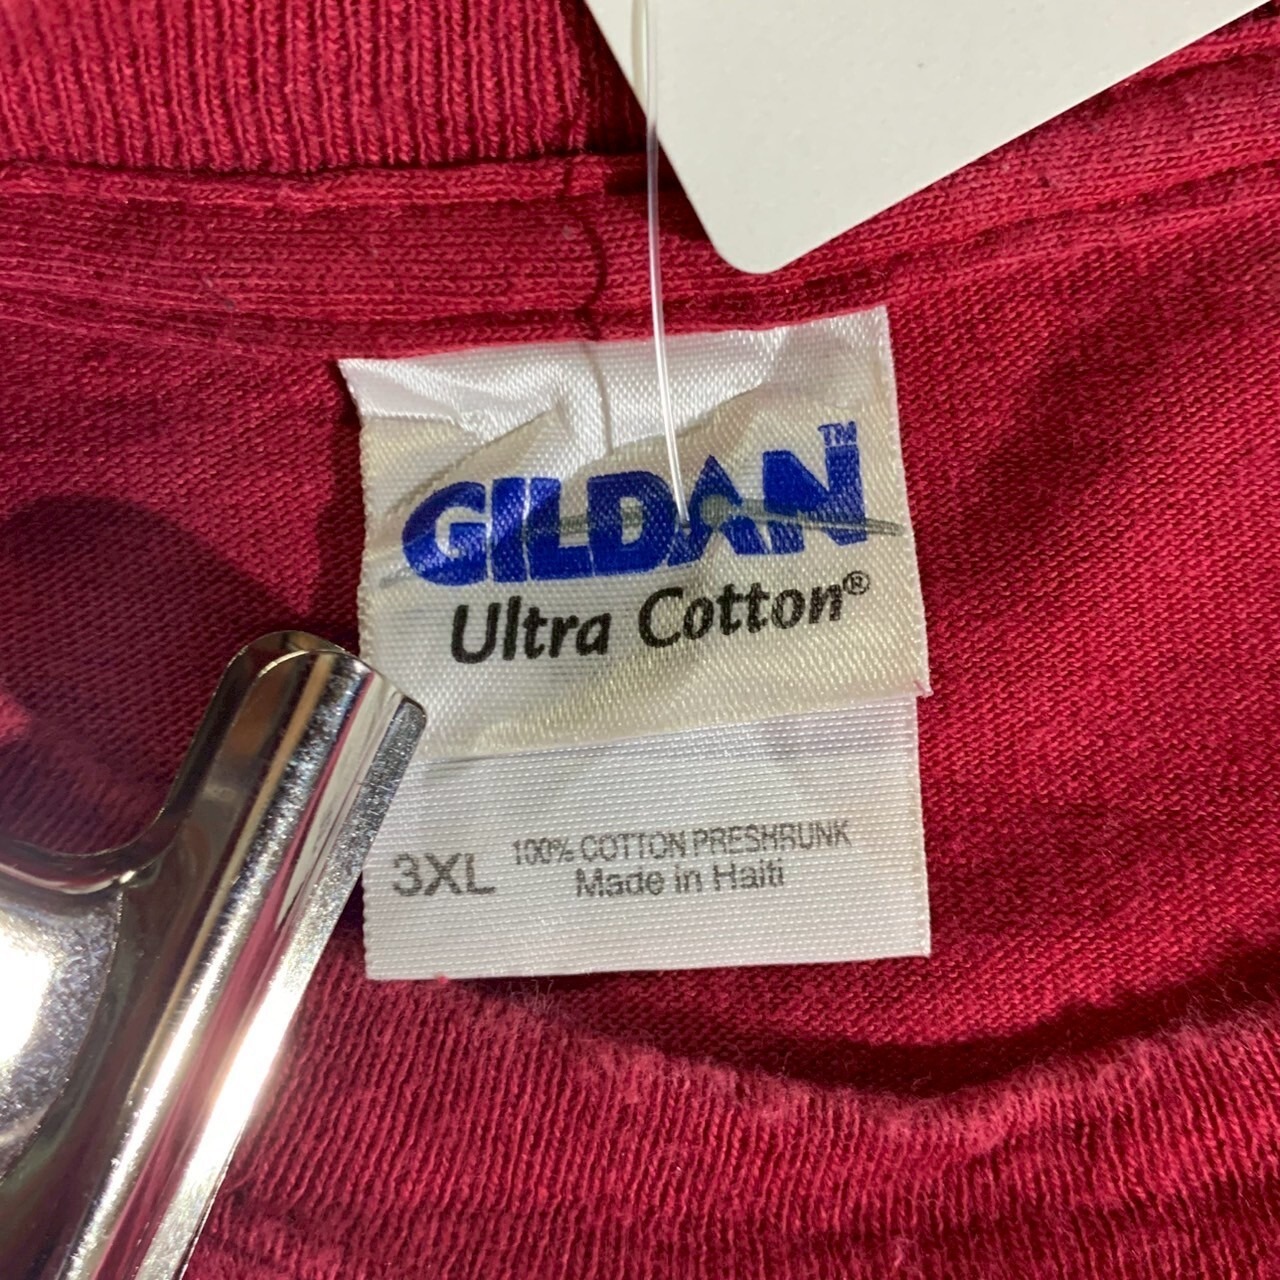 GILDAN™
Ultra Cotton®
3XL
100% COTTON PRESHRUNK
Made in Haiti